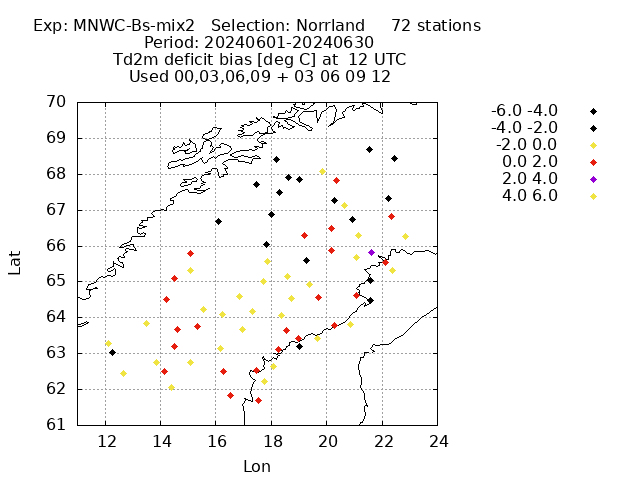 Exp: MNWC-Bs-mix2   Selection: Norrland     72 stations
Period: 20240601-20240630
Td2m deficit bias [deg C] at  12 UTC
Used 00,03,06,09 + 03 06 09 12
-6.0 -4.0
-4.0 -2.0
-2.0 0.0
0.0 2.0
2.0 4.0
4.0 6.0
70
69
68
67
66
65
64
63
62
61
Lat
12 14 16 18 20 22 24
Lon